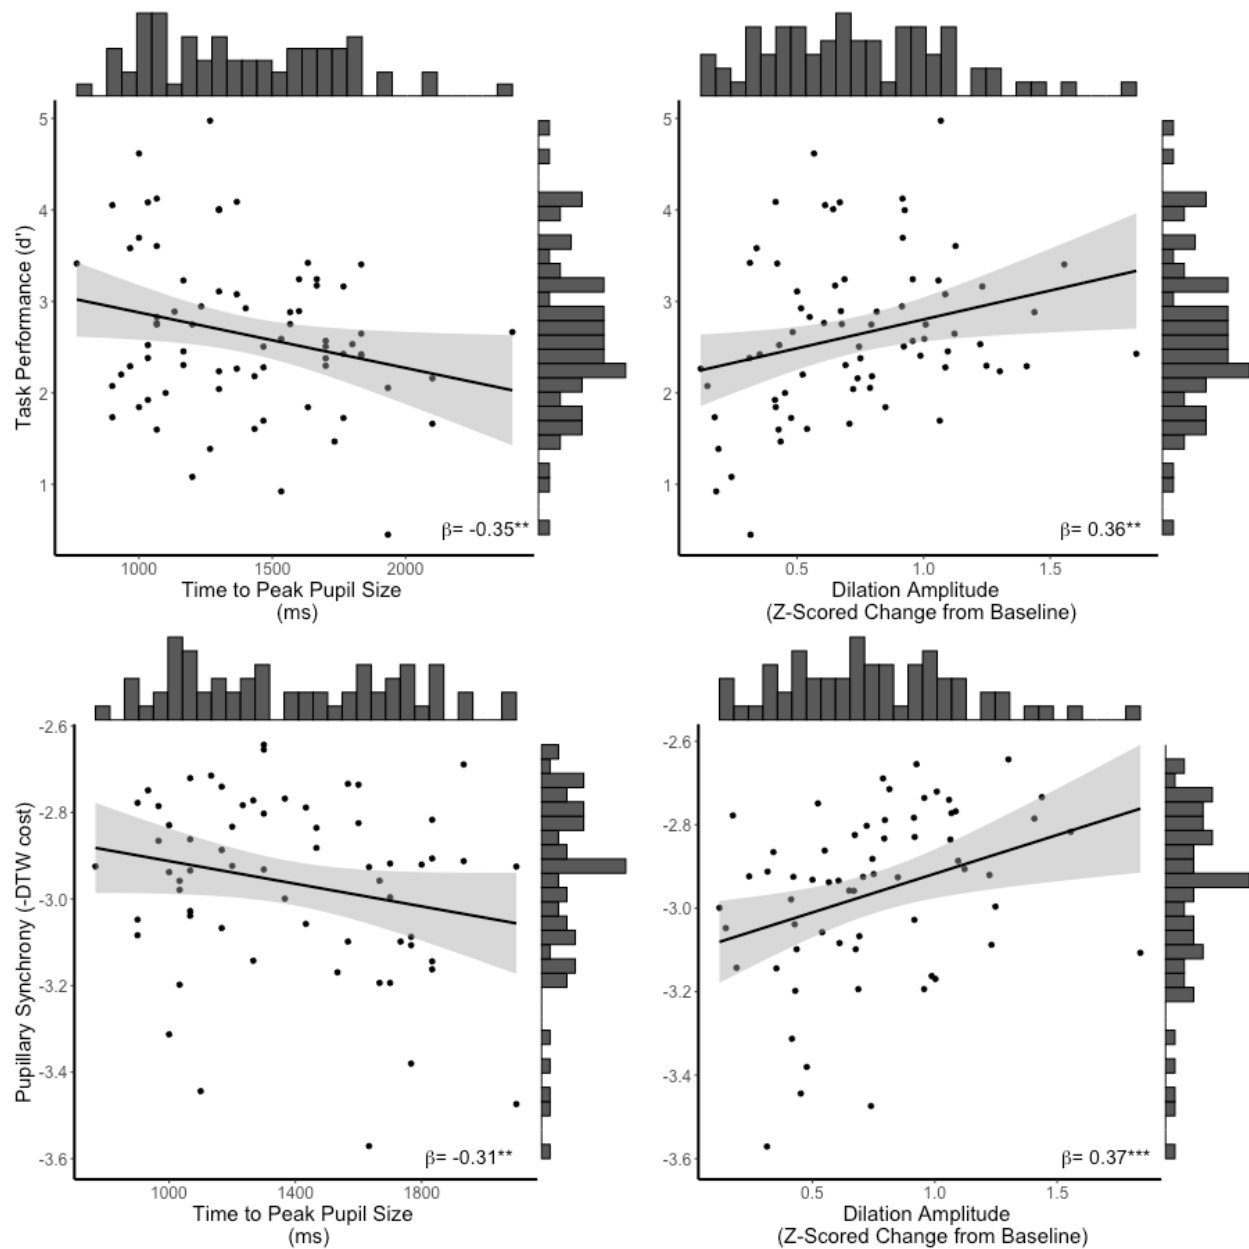 5
4
3
2
1
Task Performance (d')
β= -0.35**
1000 1500 2000
Time to Peak Pupil Size
(ms)
5
4
3
2
1
β= 0.36**
0.5 1.0 1.5
Dilation Amplitude
(Z-Scored Change from Baseline)
-2.6
-2.8
-3.0
-3.2
-3.4
-3.6
Pupillary Synchrony (-DTW cost)
β= -0.31**
1000 1400 1800
Time to Peak Pupil Size
(ms)
-2.6
-2.8
-3.0
-3.2
-3.4
-3.6
β= 0.37***
0.5 1.0 1.5
Dilation Amplitude
(Z-Scored Change from Baseline)